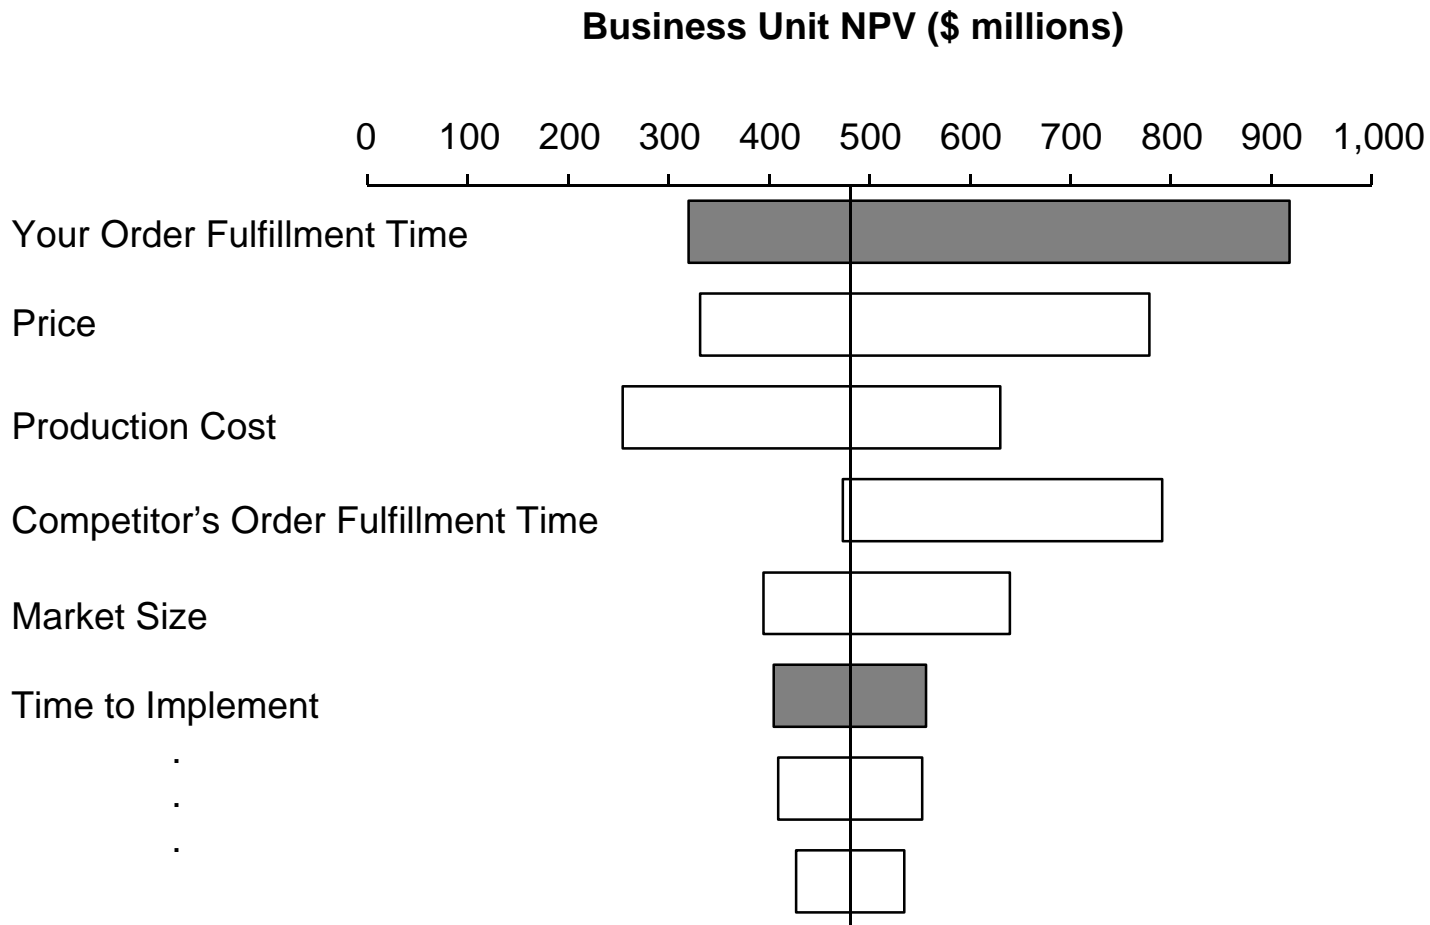 Business Unit NPV ($ millions)
0 100 200 300 400 500 600 700 800 900 1,000
Your Order Fulfillment Time
Price
Production Cost
Competitor’s Order Fulfillment Time
Market Size
Time to Implement
.
.
.